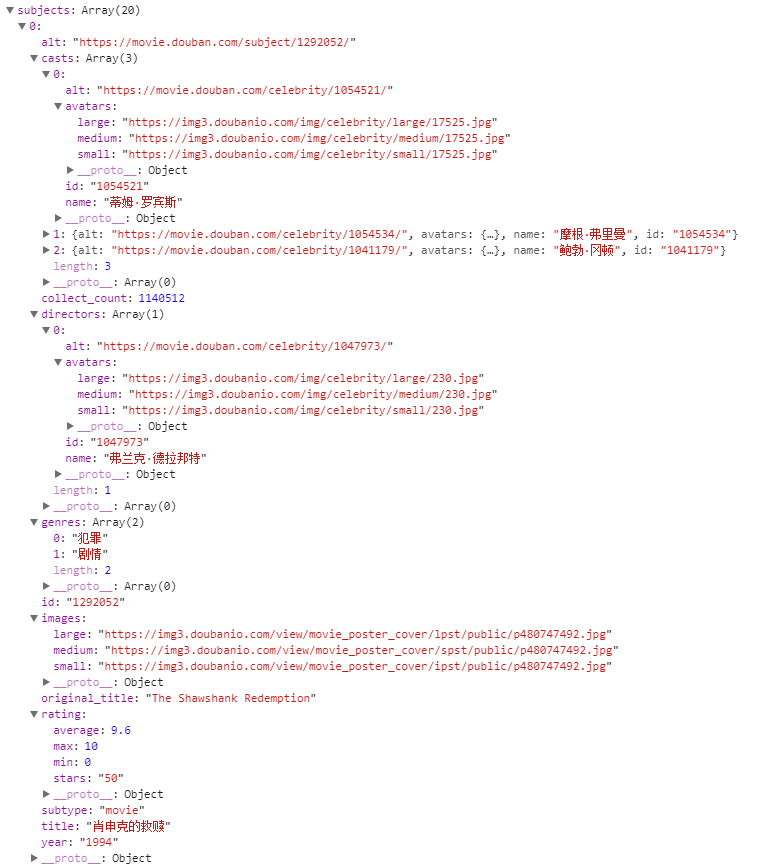 subjects: Array(20)
0:
alt: "https://movie.douban.com/subject/1292052/"
casts: Array(3)
0:
alt: "https://movie.douban.com/celebrity/1054521/"
avatars:
large: "https://img3.doubanio.com/img/celebrity/large/17525.jpg"
medium: "https://img3.doubanio.com/img/celebrity/medium/17525.jpg"
small: "https://img3.doubanio.com/img/celebrity/small/17525.jpg"
__proto__: Object
id: "1054521"
name: "蒂姆·罗宾斯"
__proto__: Object
1: {alt: "https://movie.douban.com/celebrity/1054534/", avatars: {…}, name: "摩根·弗里曼", id: "1054534"}
2: {alt: "https://movie.douban.com/celebrity/1041179/", avatars: {…}, name: "鲍勃·冈顿", id: "1041179"}
length: 3
__proto__: Array(0)
collect_count: 1140512
directors: Array(1)
0:
alt: "https://movie.douban.com/celebrity/1047973/"
avatars:
large: "https://img3.doubanio.com/img/celebrity/large/230.jpg"
medium: "https://img3.doubanio.com/img/celebrity/medium/230.jpg"
small: "https://img3.doubanio.com/img/celebrity/small/230.jpg"
__proto__: Object
id: "1047973"
name: "弗兰克·德拉邦特"
__proto__: Object
length: 1
__proto__: Array(0)
genres: Array(2)
0: "犯罪"
1: "剧情"
length: 2
__proto__: Array(0)
id: "1292052"
images:
large: "https://img3.doubanio.com/view/movie_poster_cover/lpst/public/p480747492.jpg"
medium: "https://img3.doubanio.com/view/movie_poster_cover/spst/public/p480747492.jpg"
small: "https://img3.doubanio.com/view/movie_poster_cover/ipst/public/p480747492.jpg"
__proto__: Object
original_title: "The Shawshank Redemption"
rating:
average: 9.6
max: 10
min: 0
stars: "50"
__proto__: Object
subtype: "movie"
title: "肖申克的救赎"
year: "1994"
__proto__: Object